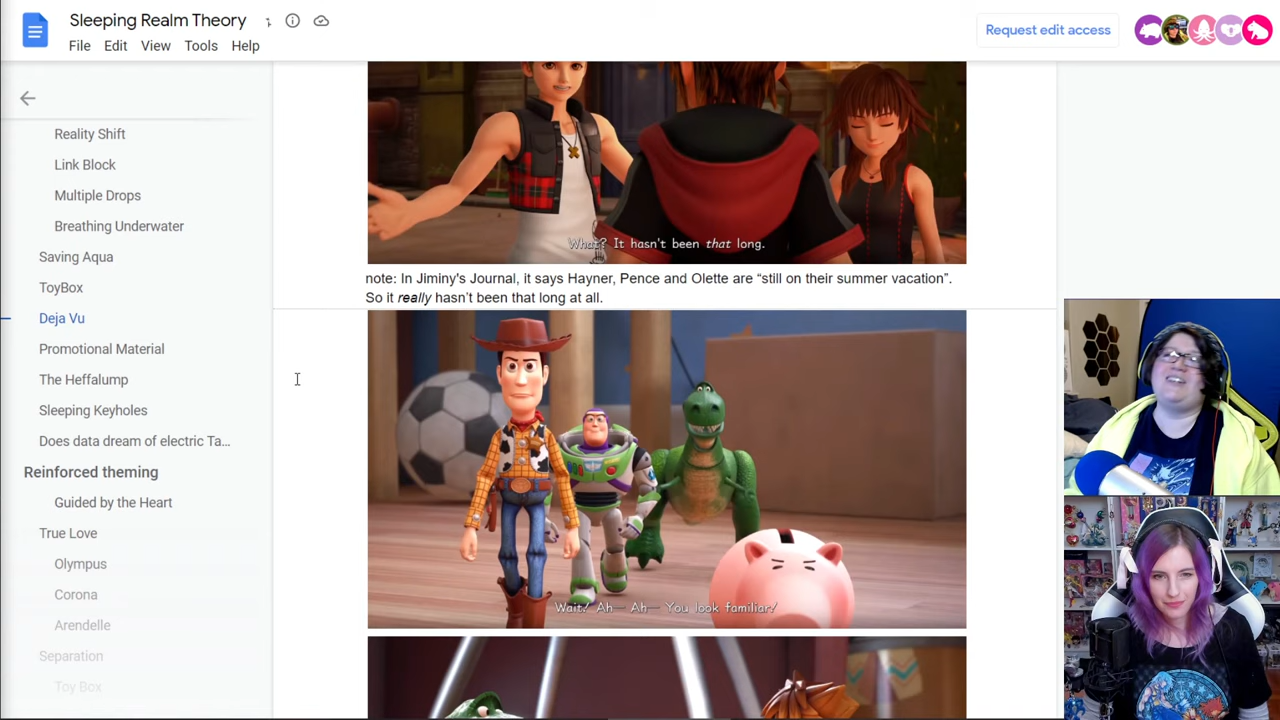 Sleeping Realm Theory
File Edit View Tools Help
Request edit access
Reality Shift
Link Block
Multiple Drops
Breathing Underwater
Saving Aqua
ToyBox
Deja Vu
Promotional Material
The Heffalump
Sleeping Keyholes
Does data dream of electric Ta...
Reinforced theming
Guided by the Heart
True Love
Olympus
Corona
Arendelle
Separation
Toy Box
What? It hasn't been that long.
note: In Jiminy's Journal, it says Hayner, Pence and Olette are “still on their summer vacation”.
So it really hasn't been that long at all.
Wait! Ah— Ah— You look familiar!